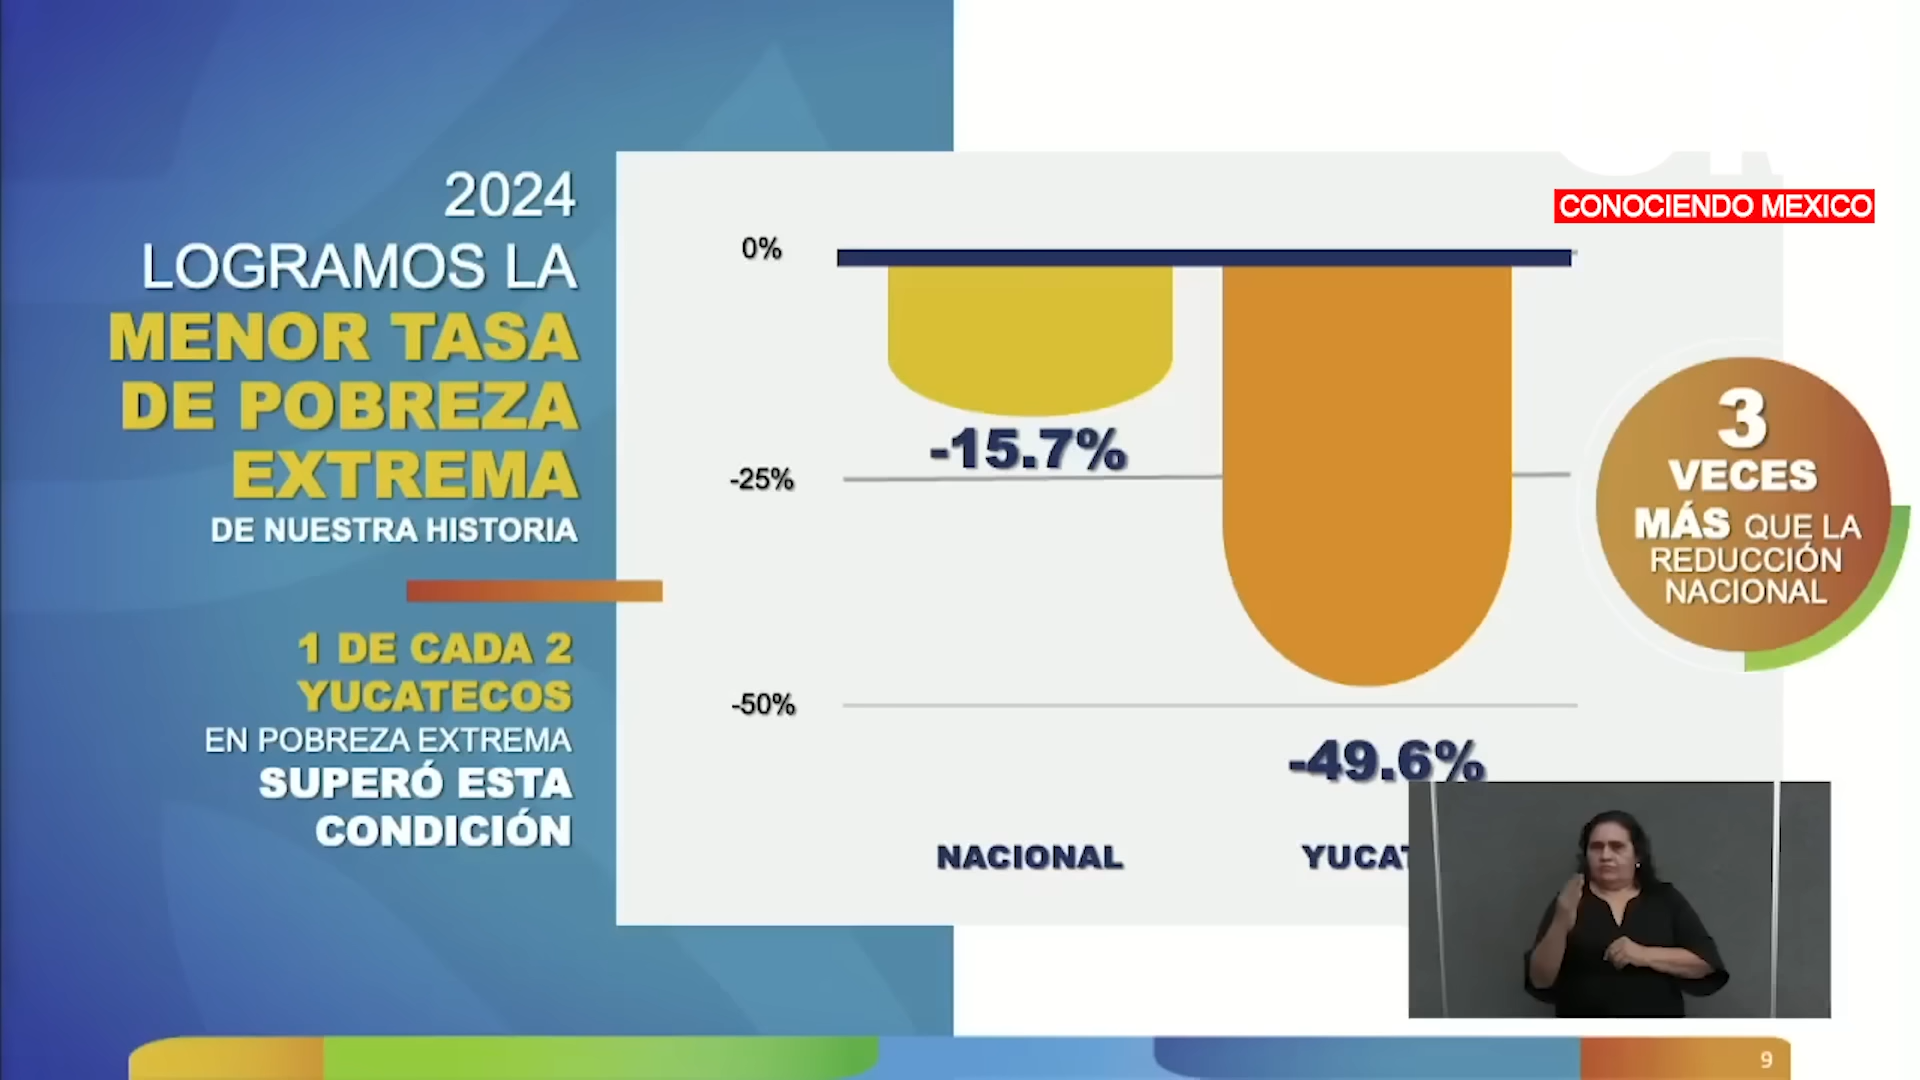 2024
LOGRAMOS LA
MENOR TASA
DE POBREZA
EXTREMA
DE NUESTRA HISTORIA
1 DE CADA 2
YUCATECOS
EN POBREZA EXTREMA
SUPERÓ ESTA
CONDICIÓN
CONOCIENDO MEXICO
0%
-15.7%
-25%
-50%
-49.6%
NACIONAL
3
VECES
MÁS QUE LA
REDUCCIÓN
NACIONAL
9